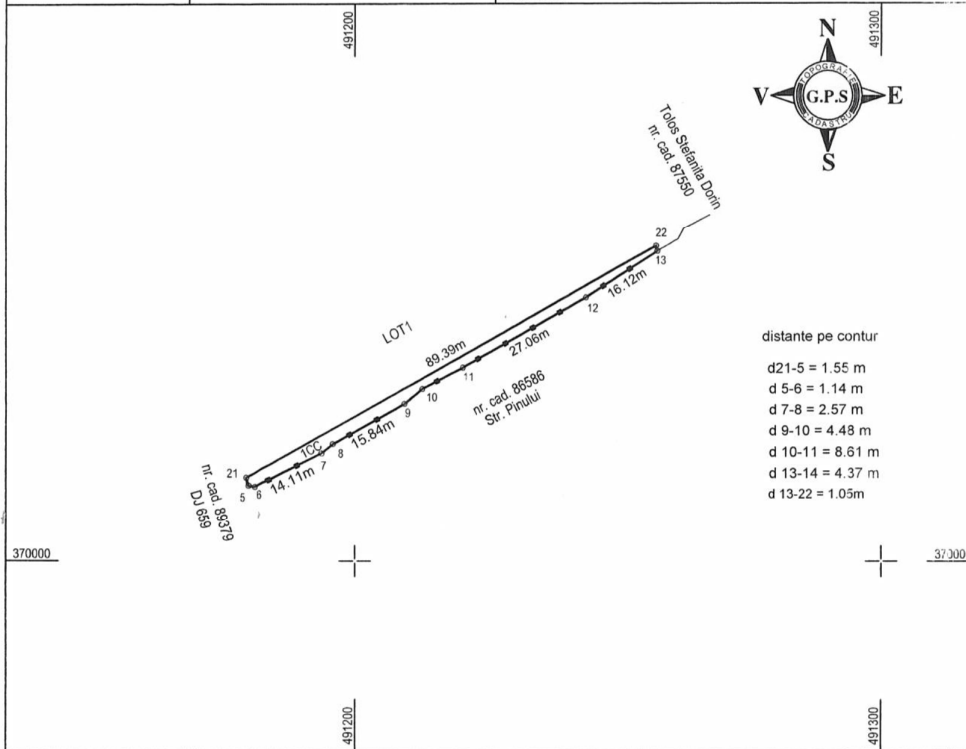 491200
491300
N
TOPOGRAFIE
V
G.P.S
E
CADASTRU
S
Tolos Stefanita Dorin
nr. cad. 87550
22
13
16.12m
12
LOT1
89.39m
27.06m
11
10
nr. cad. 86586
Str. Pinului
9
15.84m
8
1CC
7
14.11m
21
5
6
nr. cad. 89379
DJ 659
distante pe contur
d21-5 = 1.55 m
d 5-6 = 1.14 m
d 7-8 = 2.57 m
d 9-10 = 4.48 m
d 10-11 = 8.61 m
d 13-14 = 4.37 m
d 13-22 = 1.05m
370000
37000
491200
491300